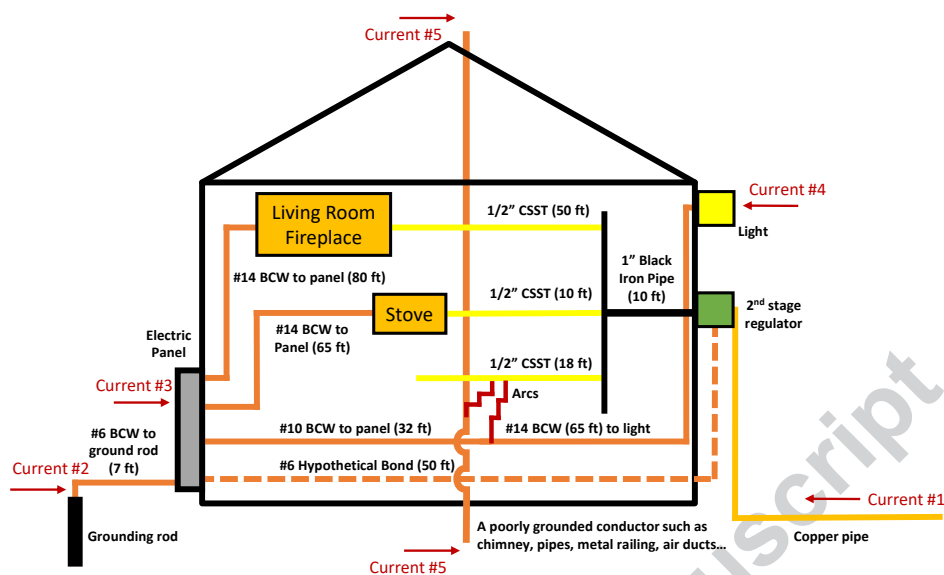 Current #5
Current #4
Living Room
Fireplace
1/2” CSST (50 ft)
Light
1” Black
Iron Pipe
(10 ft)
#14 BCW to panel (80 ft)
2nd stage
regulator
Stove
1/2” CSST (10 ft)
#14 BCW to
Panel (65 ft)
Electric
Panel
1/2” CSST (18 ft)
Current #3
Arcs
#10 BCW to panel (32 ft)
#14 BCW (65 ft) to light
#6 BCW to
ground rod
(7 ft)
#6 Hypothetical Bond (50 ft)
Current #2
Current #1
Grounding rod
A poorly grounded conductor such as
chimney, pipes, metal railing, air ducts…
Copper pipe
Current #5